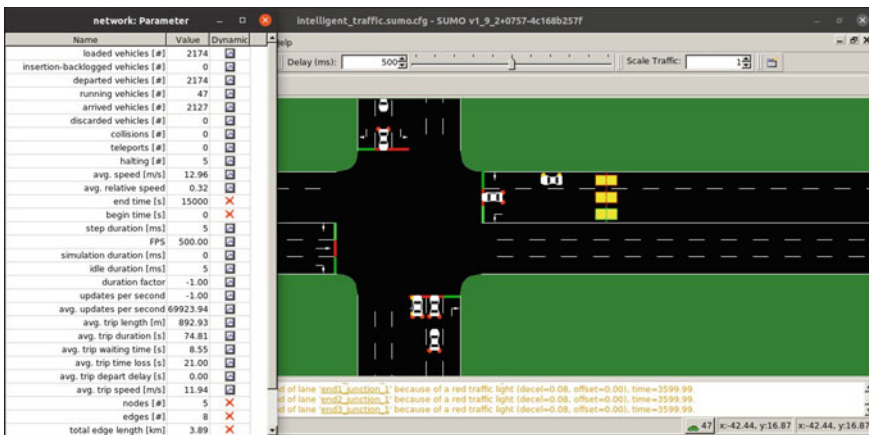 network: Parameter
intelligent_traffic.sumo.cfg - SUMO v1_9_2+0757-4c168b257f
Name Value Dynamic
loaded vehicles [#] 2174
insertion-backlogged vehicles [#] 0
departed vehicles [#] 2174
running vehicles [#] 47
arrived vehicles [#] 2127
discarded vehicles [#] 0
collisions [#] 0
teleports [#] 0
halting [#] 5
avg. speed [m/s] 12.96
avg. relative speed 0.32
end time [s] 15000
begin time [s] 0
step duration [ms] 5
FPS 500.00
simulation duration [ms] 0
idle duration [ms] 5
duration factor -1.00
updates per second -1.00
avg. updates per second 69923.94
avg. trip length [m] 892.93
avg. trip duration [s] 74.81
avg. trip waiting time [s] 8.55
avg. trip time loss [s] 21.00
avg. trip depart delay [s] 0.00
avg. trip speed [m/s] 11.94
nodes [#] 5
edges [#] 8
total edge length [km] 3.89
elp
Delay (ms): 500 Scale Traffic: 1
d of lane 'end1_junction_1' because of a red traffic light (decel=0.08, offset=0.00), time=3599.99.
d of lane 'end2_junction_1' because of a red traffic light (decel=0.08, offset=0.00), time=3599.99.
d of lane 'end3_junction_1' because of a red traffic light (decel=0.08, offset=0.00), time=3599.99.
47 x:-42.44, y:16.87 x:-42.44, y:16.87